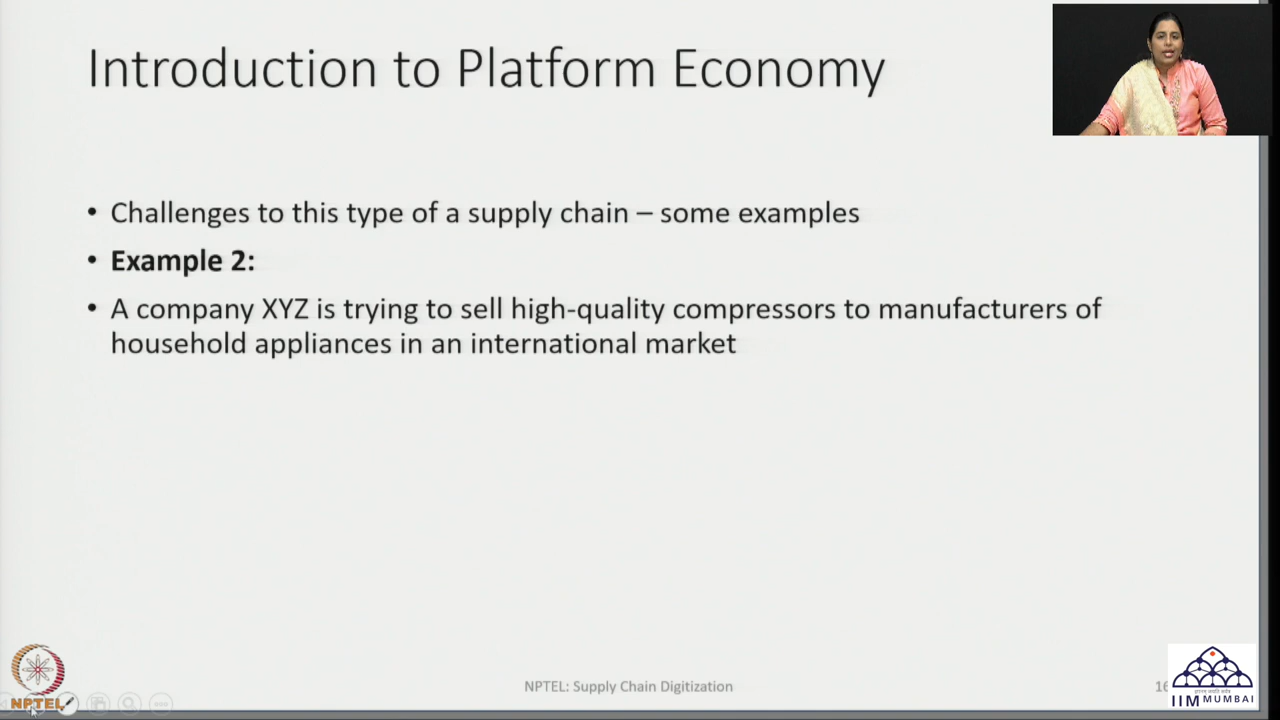 Introduction to Platform Economy
• Challenges to this type of a supply chain – some examples
• Example 2:
• A company XYZ is trying to sell high-quality compressors to manufacturers of
household appliances in an international market
NPTEL
NPTEL: Supply Chain Digitization
IIM MUMBAI